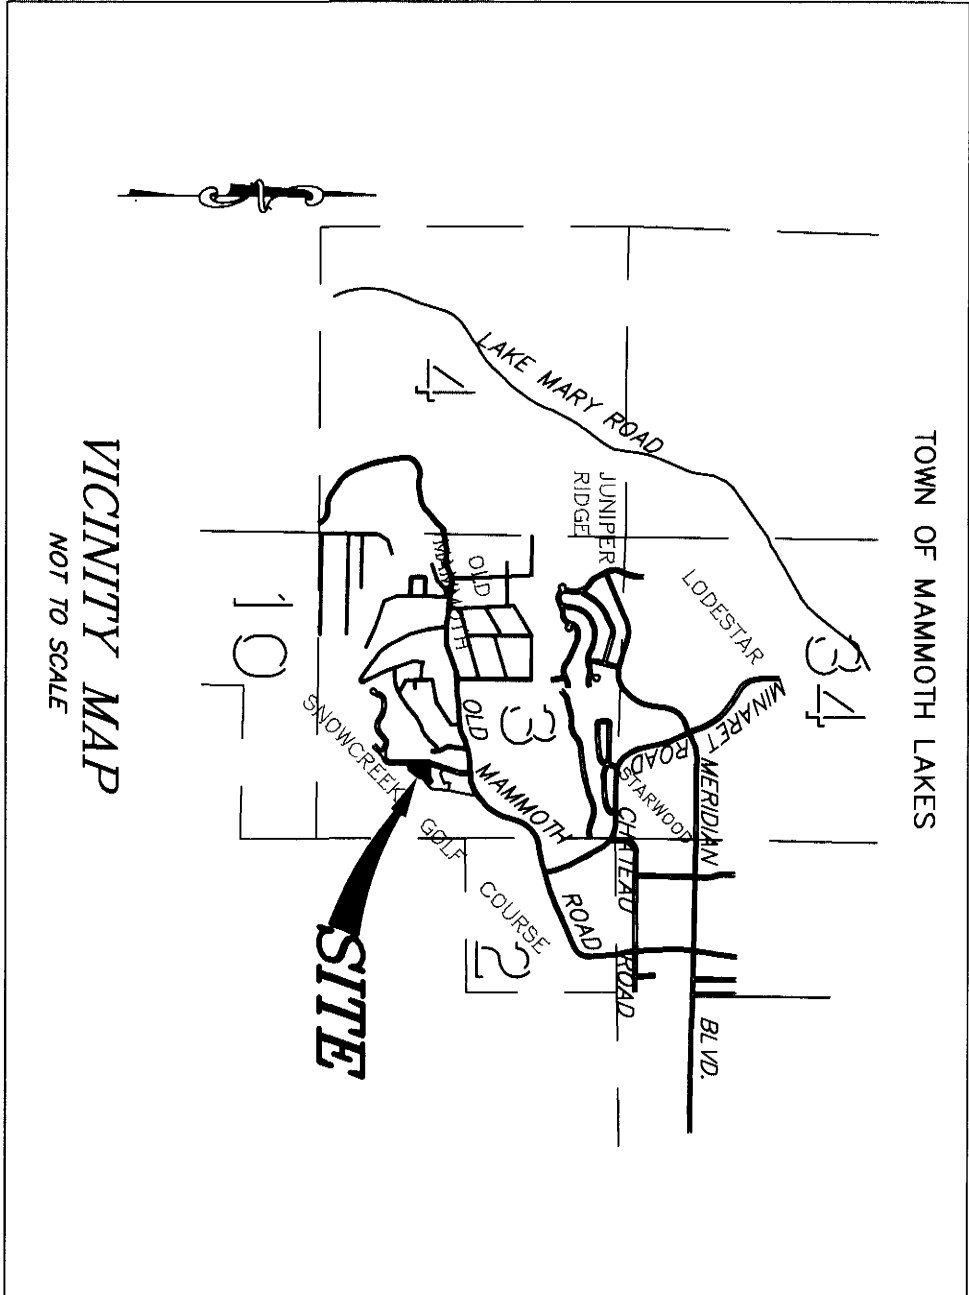 TOWN OF MAMMOTH LAKES
34
LODESTAR
MINARET ROAD
MERIDIAN BLVD.
LAKE MARY ROAD
JUNIPER
RIDGE
STARWOOD
CHATEAU ROAD
4
3
OLD
MAMMOTH
OLD MAMMOTH ROAD
2
SNOWCREEK GOLF COURSE
10
SITE
VICINITY MAP
NOT TO SCALE